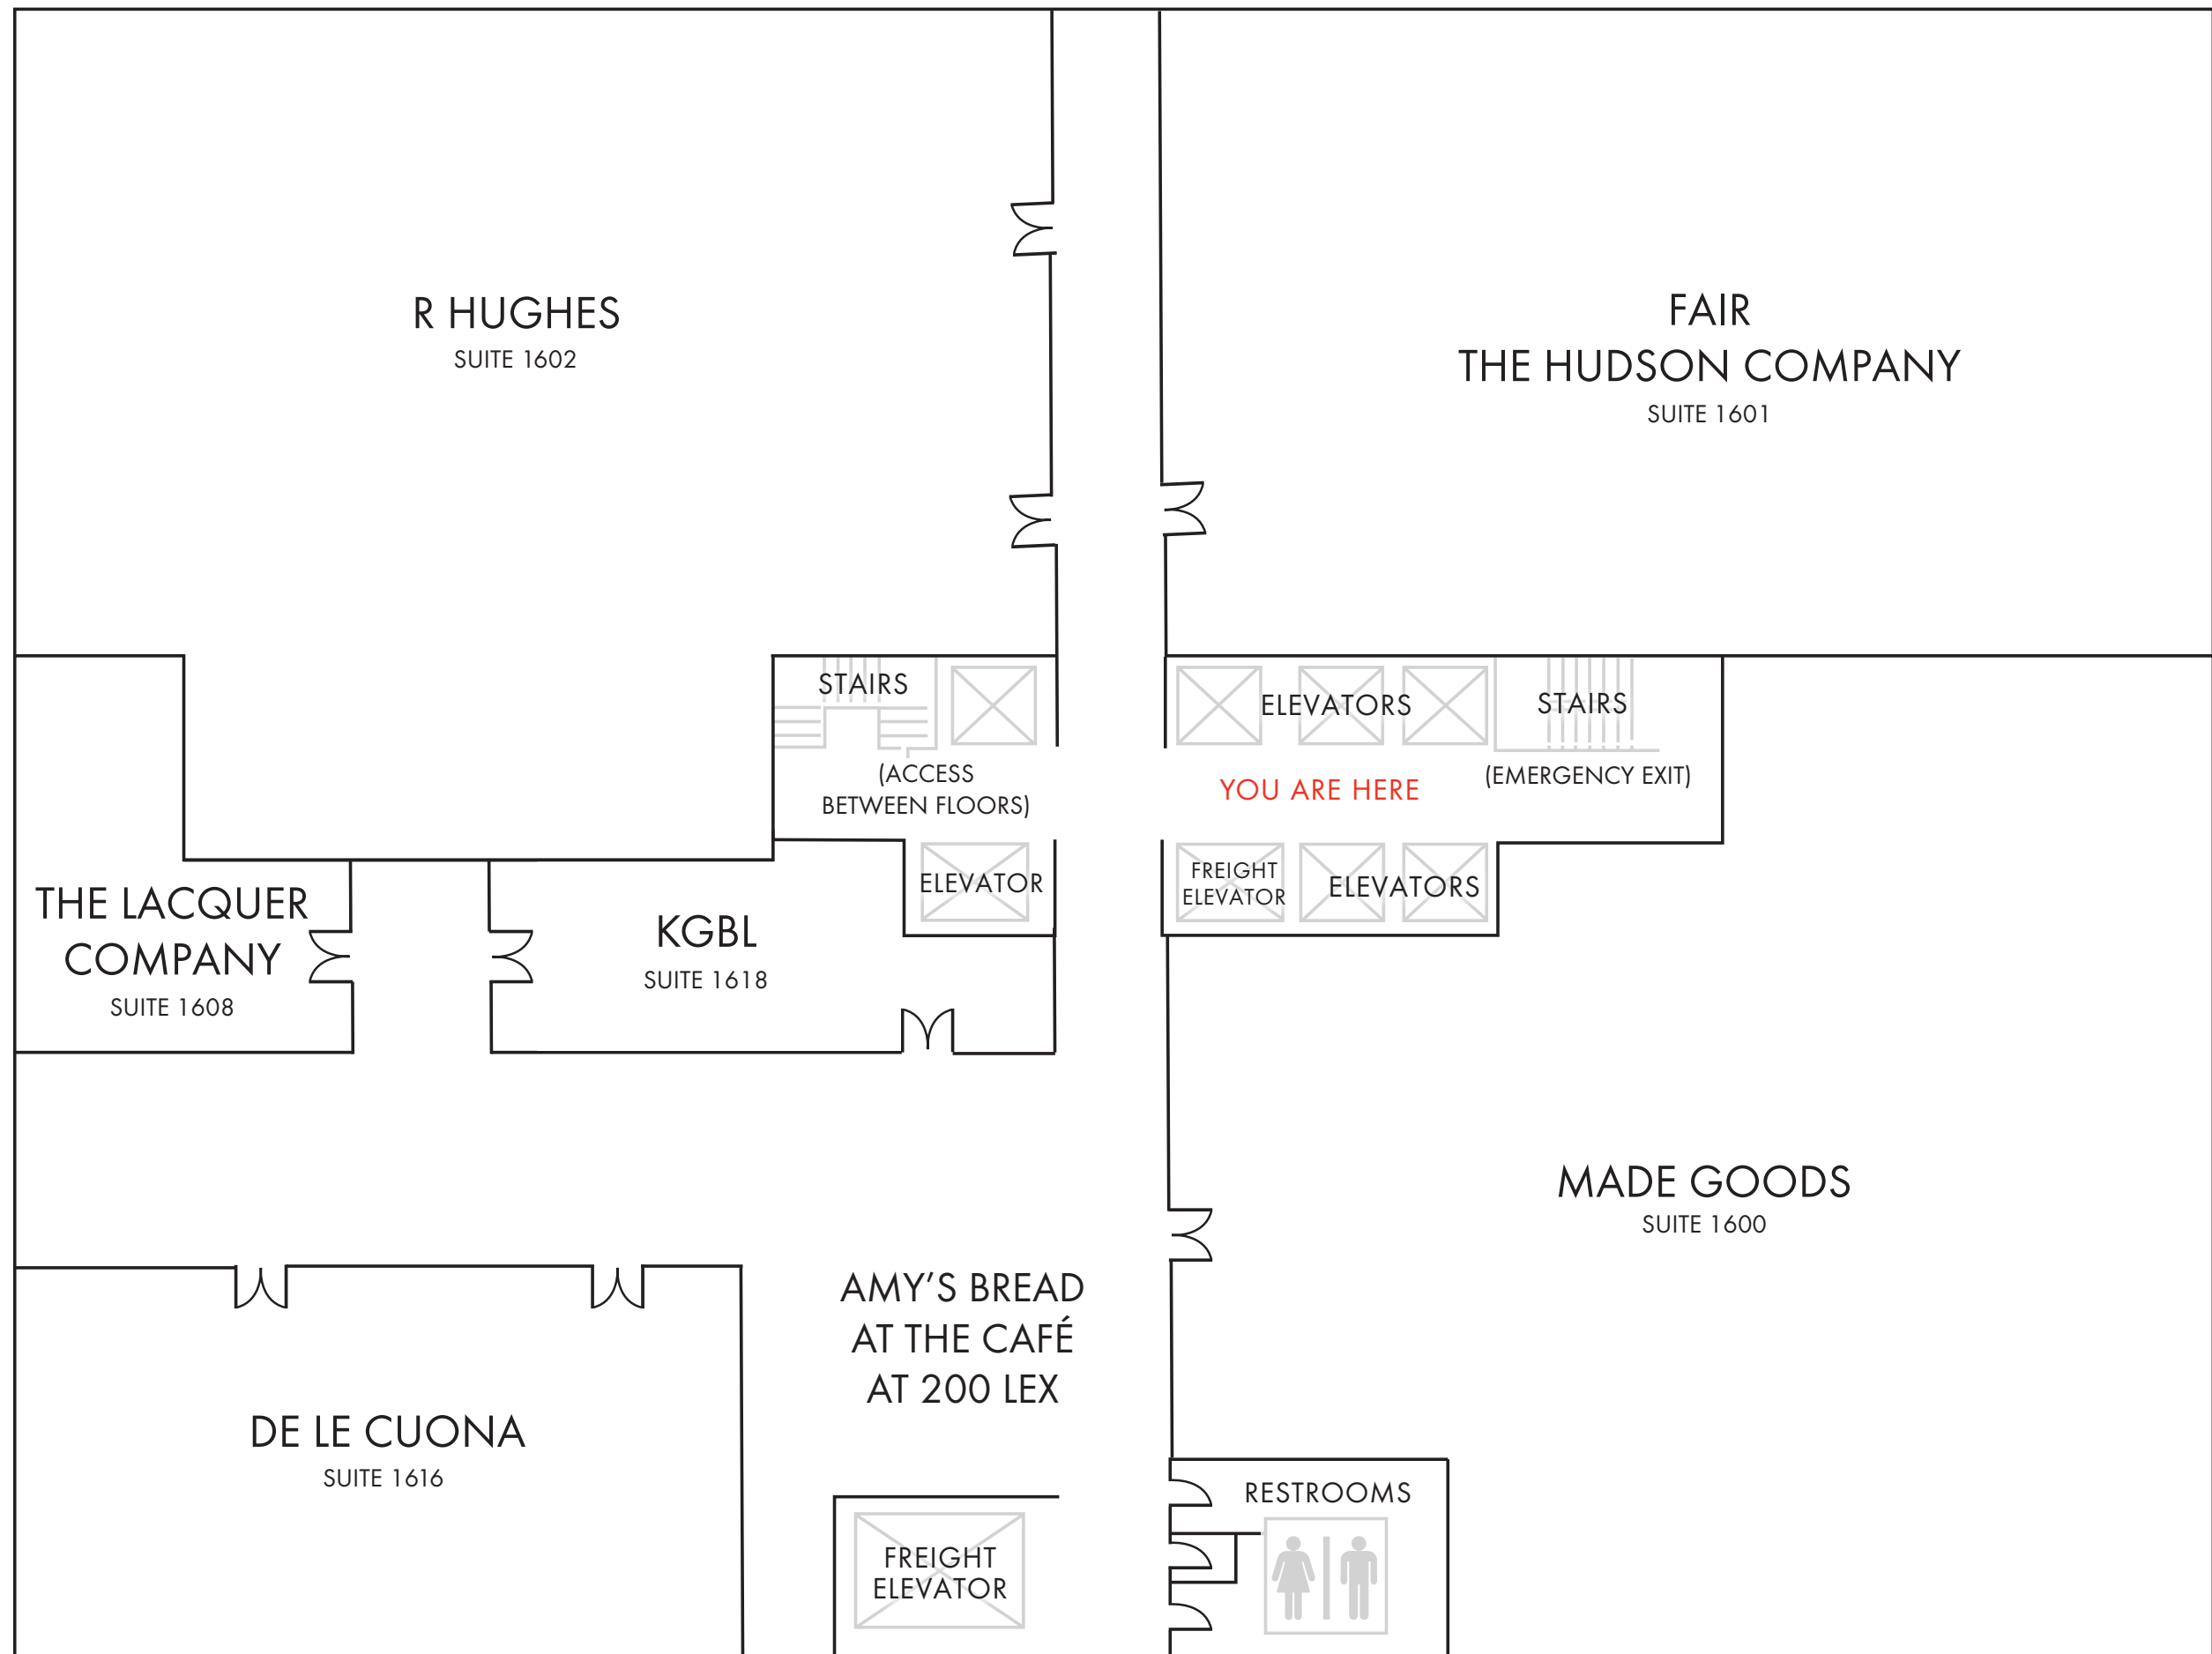 R HUGHES
SUITE 1602
FAIR
THE HUDSON COMPANY
SUITE 1601
STAIRS
(ACCESS
BETWEEN FLOORS)
ELEVATOR
ELEVATORS
STAIRS
(EMERGENCY EXIT)
YOU ARE HERE
FREIGHT
ELEVATOR
ELEVATORS
THE LACQUER
COMPANY
SUITE 1608
KGBL
SUITE 1618
MADE GOODS
SUITE 1600
AMY’S BREAD
AT THE CAFÉ
AT 200 LEX
DE LE CUONA
SUITE 1616
FREIGHT
ELEVATOR
RESTROOMS